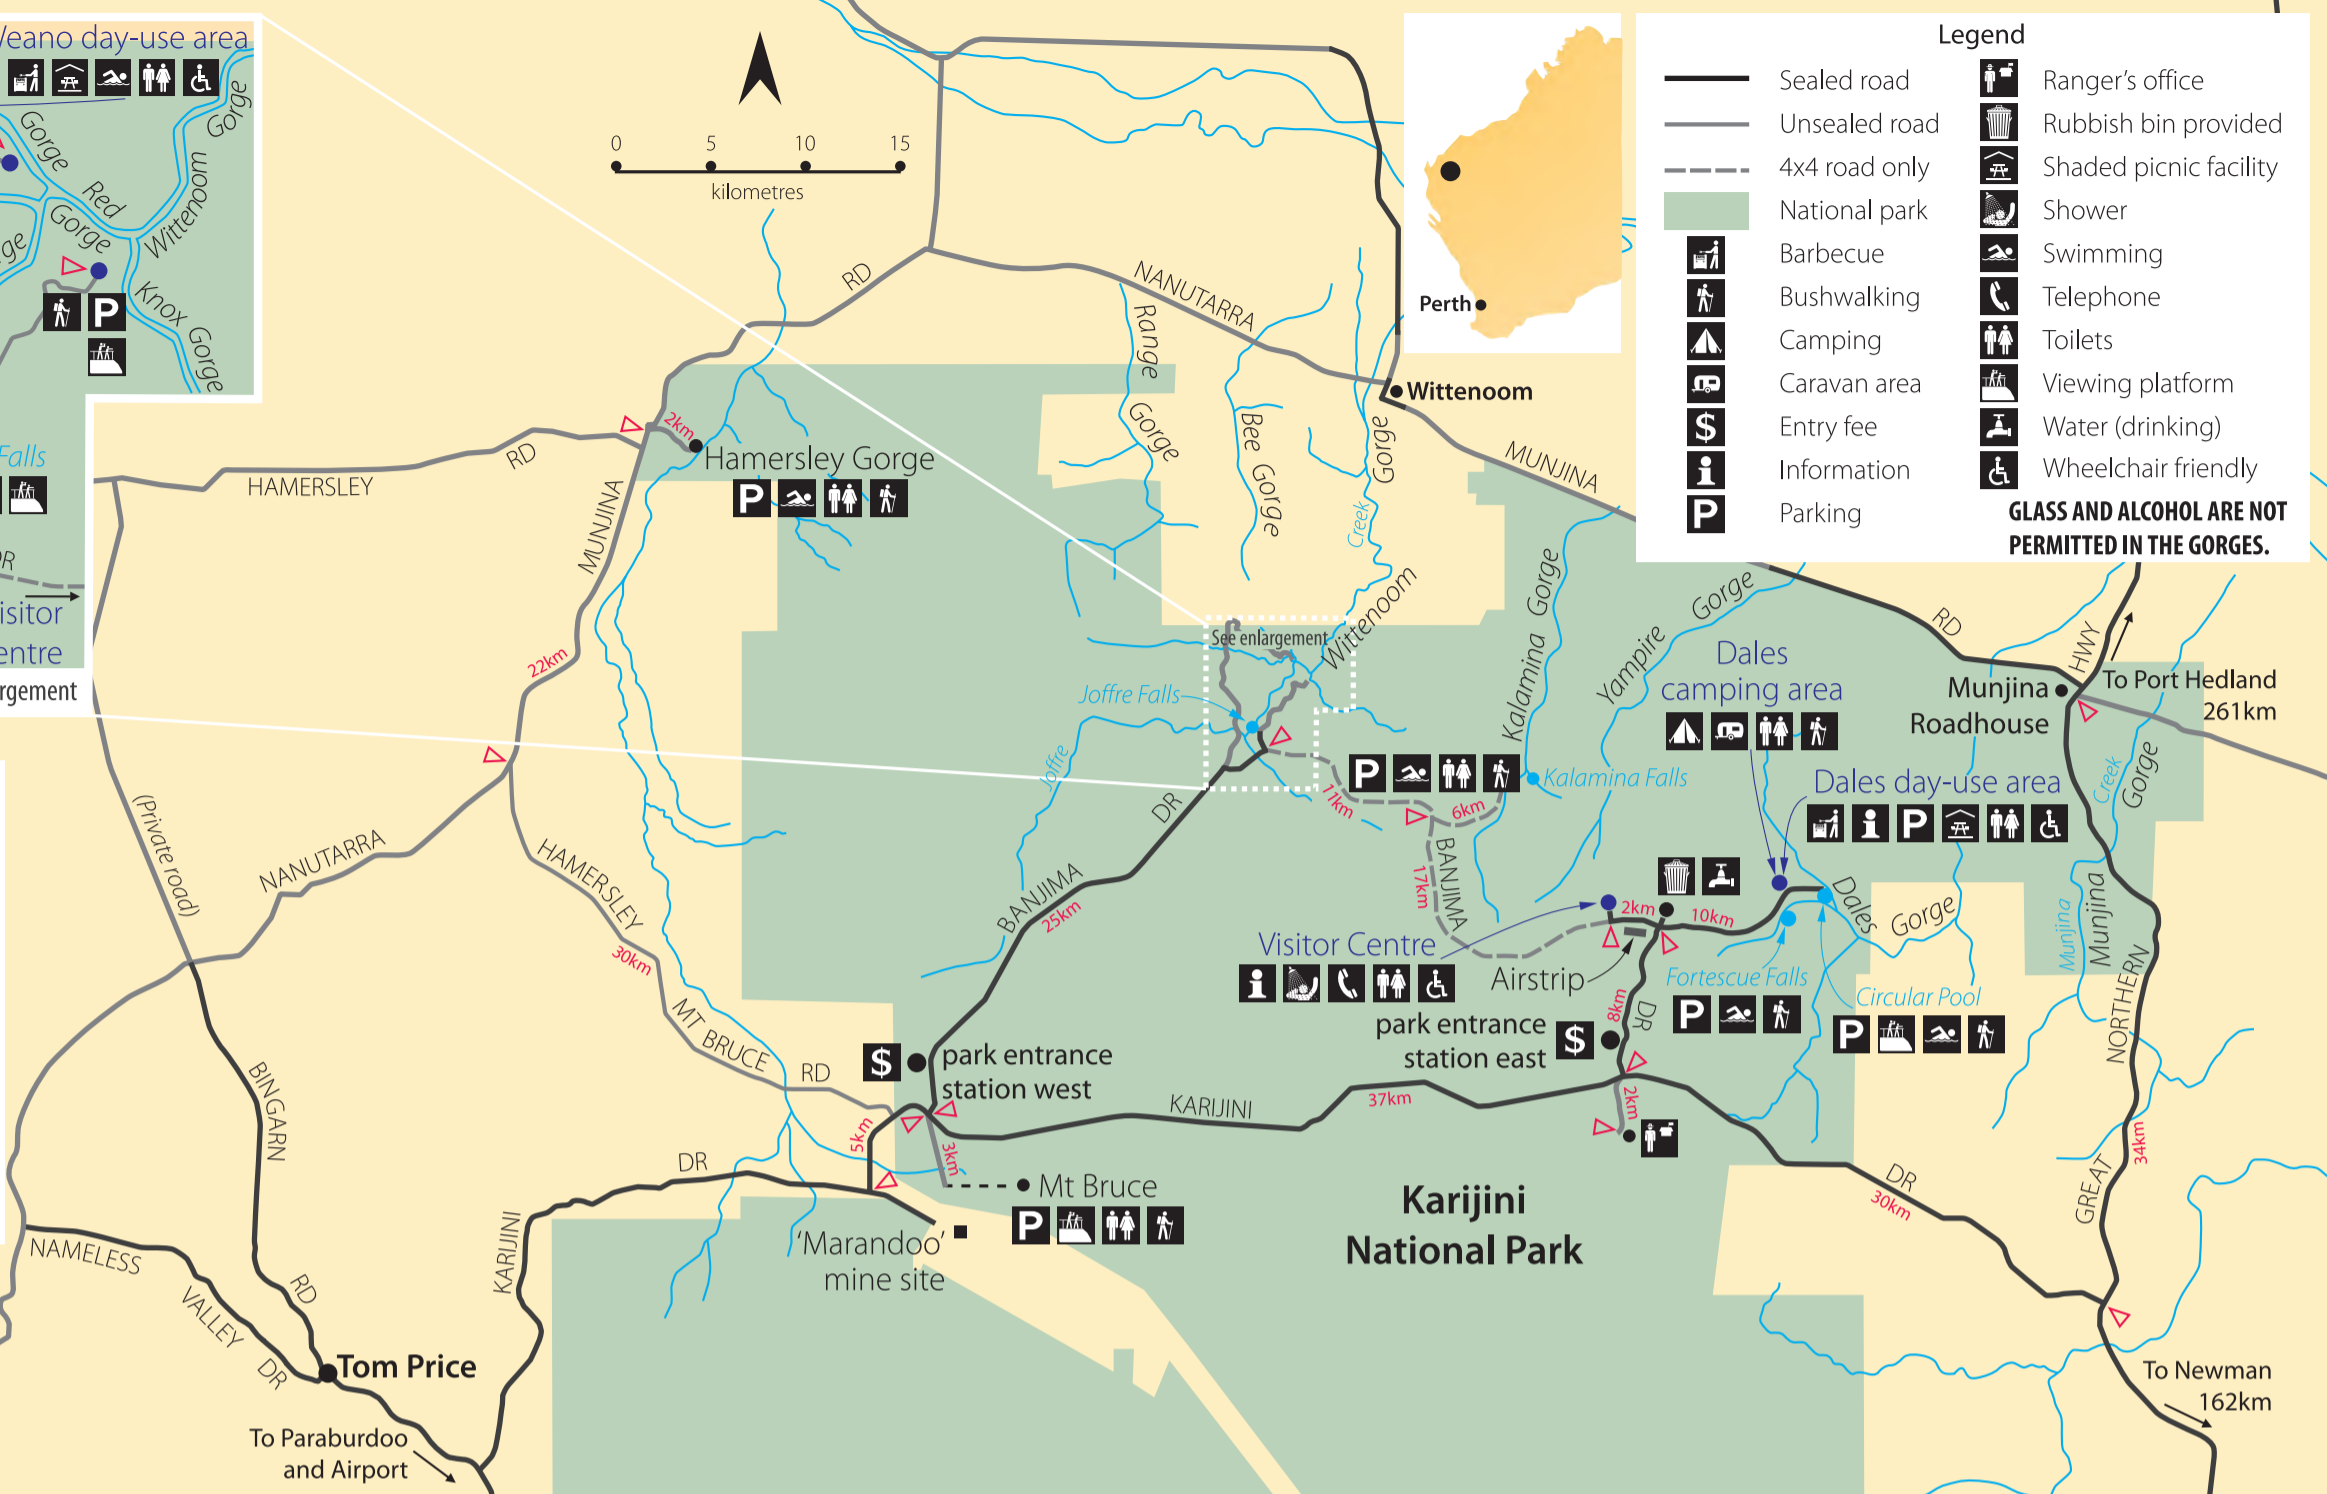 Weano day-use area
Gorge
Gorge
Red
Gorge
Wittenoom
Knox Gorge
P
Falls
isitor
entre
rgement
0 5 10 15
kilometres
Perth
Legend
Sealed road
Unsealed road
4x4 road only
National park
Barbecue
Bushwalking
Camping
Caravan area
$ Entry fee
Information
P Parking
Ranger's office
Rubbish bin provided
Shaded picnic facility
Shower
Swimming
Telephone
Toilets
Viewing platform
Water (drinking)
Wheelchair friendly
GLASS AND ALCOHOL ARE NOT
PERMITTED IN THE GORGES.
RD
NANUTARRA
Range
Gorge
Bee Gorge
Gorge
Creek
Wittenoom
Wittenoom
MUNJINA
RD
HAMERSLEY
RD
2km
Hamersley Gorge
P
MUNJINA
22km
(Private road)
NANUTARRA
HAMERSLEY
30km
MT BRUCE
RD
See enlargement
Joffre Falls
Joffre
Kalamina Gorge
Yampire Gorge
P
Kalamina Falls
11km
6km
BANJIMA
17km
DR
BANJIMA
25km
Dales
camping area
Dales day-use area
P
Munjina
Roadhouse
HWY
To Port Hedland
261km
Creek
Gorge
Munjina
Munjina
Visitor Centre
2km
10km
Airstrip
Dales
Gorge
Fortescue Falls
P
Circular Pool
P
8km
DR
park entrance
station east
$
2km
$
park entrance
station west
KARIJINI
37km
5km
3km
Mt Bruce
P
'Marandoo'
mine site
Karijini
National Park
DR
KARIJINI
DR
30km
NORTHERN
GREAT
34km
To Newman
162km
BINGARN
RD
NAMELESS
VALLEY
DR
Tom Price
To Paraburdoo
and Airport